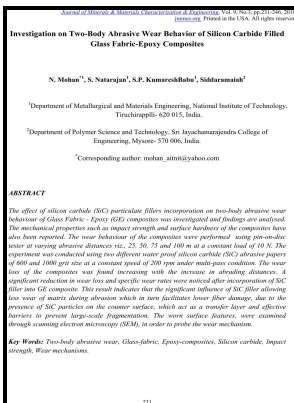 Journal of Minerals & Materials Characterization & Engineering, Vol. 9, No.3, pp.231-246, 2010
jmmce.org Printed in the USA. All rights reserved
Investigation on Two-Body Abrasive Wear Behavior of Silicon Carbide Filled
Glass Fabric-Epoxy Composites
N. Mohan*1, S. Natarajan1, S.P. KumareshBabu1, Siddaramaiah2
1Department of Metallurgical and Materials Engineering, National Institute of Technology,
Tiruchirappli- 620 015, India.
2Department of Polymer Science and Technology, Sri Jayachamarajendra College of
Engineering, Mysore- 570 006, India.
*Corresponding author: mohan_aitnit@yahoo.com
ABSTRACT
The effect of silicon carbide (SiC) particulate fillers incorporation on two-body abrasive wear
behaviour of Glass Fabric - Epoxy (GE) composites was investigated and findings are analysed.
The mechanical properties such as impact strength and surface hardness of the composites have
also been reported. The wear behaviour of the composites were performed using pin-on-disc
tester at varying abrasive distances viz., 25, 50, 75 and 100 m at a constant load of 10 N. The
experiment was conducted using two different water proof silicon carbide (SiC) abrasive papers
of 600 and 1000 grit size at a constant speed of 200 rpm under multi-pass condition. The wear
loss of the composites was found increasing with the increase in abrading distances. A
significant reduction in wear loss and specific wear rates were noticed after incorporation of SiC
filler into GE composite. This result indicates that the significant influence of SiC filler allowing
less wear of matrix during abrasion which in turn facilitates lower fiber damage, due to the
presence of SiC particles on the counter surface, which act as a transfer layer and effective
barriers to prevent large-scale fragmentation. The worn surface features, were examined
through scanning electron microscopy (SEM), in order to probe the wear mechanism.
Key Words: Two-body abrasive wear, Glass-fabric, Epoxy-composites, Silicon carbide, Impact
strength, Wear mechanisms.
231